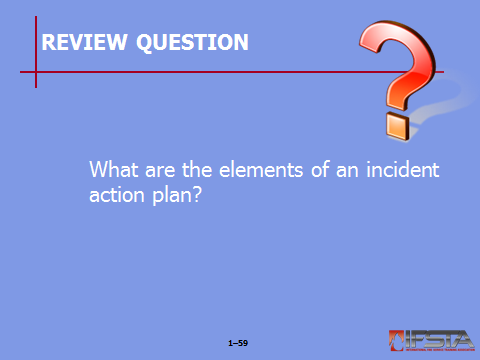 REVIEW QUESTION
What are the elements of an incident
action plan?
1–59
IFSTA